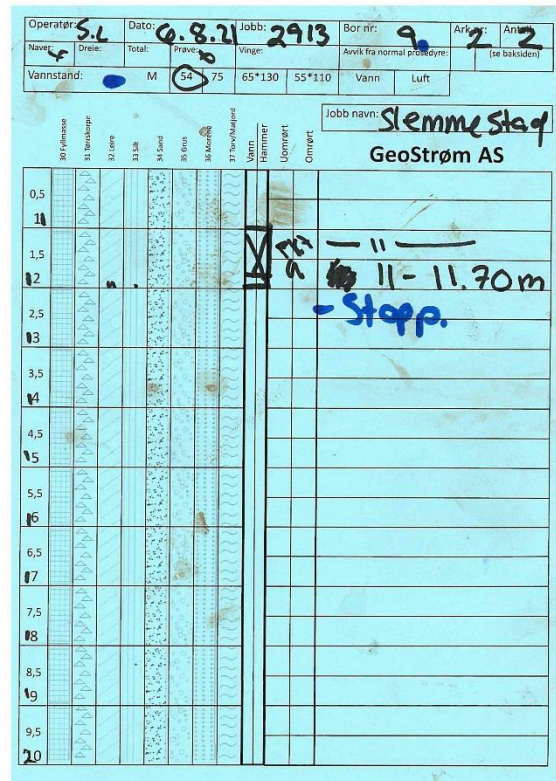 Operatør: S.L Dato: 6.8.21 Jobb: 2913 Bor nr: 9. Ark nr: 2 Antall 2
Naver: Dreie: Total: Prøve: Vinge: Avvik fra normal prosedyre: (se baksiden)
Vannstand: M 54 75 65*130 55*110 Vann Luft
Jobb navn: Slemmestad
GeoStrøm AS
30 Fyllmasse
31 Tørrskorpe
32 Leire
33 Silt
34 Sand
35 Grus
36 Morene
37 Torv/Matjord
Vann
Hammer
Uomrørt
Omrørt
0,5
11
1,5 — 11 —
12 11 - 11.70 m
2,5 - Stopp.
13
3,5
14
4,5
15
5,5
16
6,5
17
7,5
18
8,5
19
9,5
20